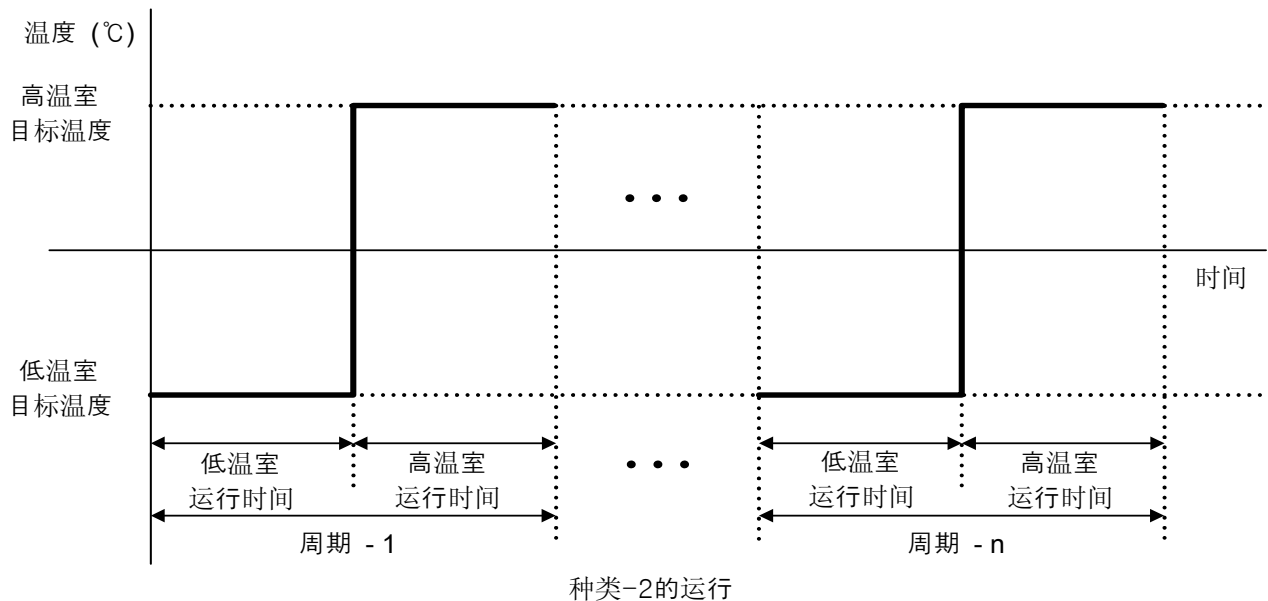 温度 (℃)
高温室
目标温度
• • •
时间
低温室
目标温度
低温室
运行时间
高温室
运行时间
• • •
低温室
运行时间
高温室
运行时间
周期 - 1
周期 - n
种类-2的运行